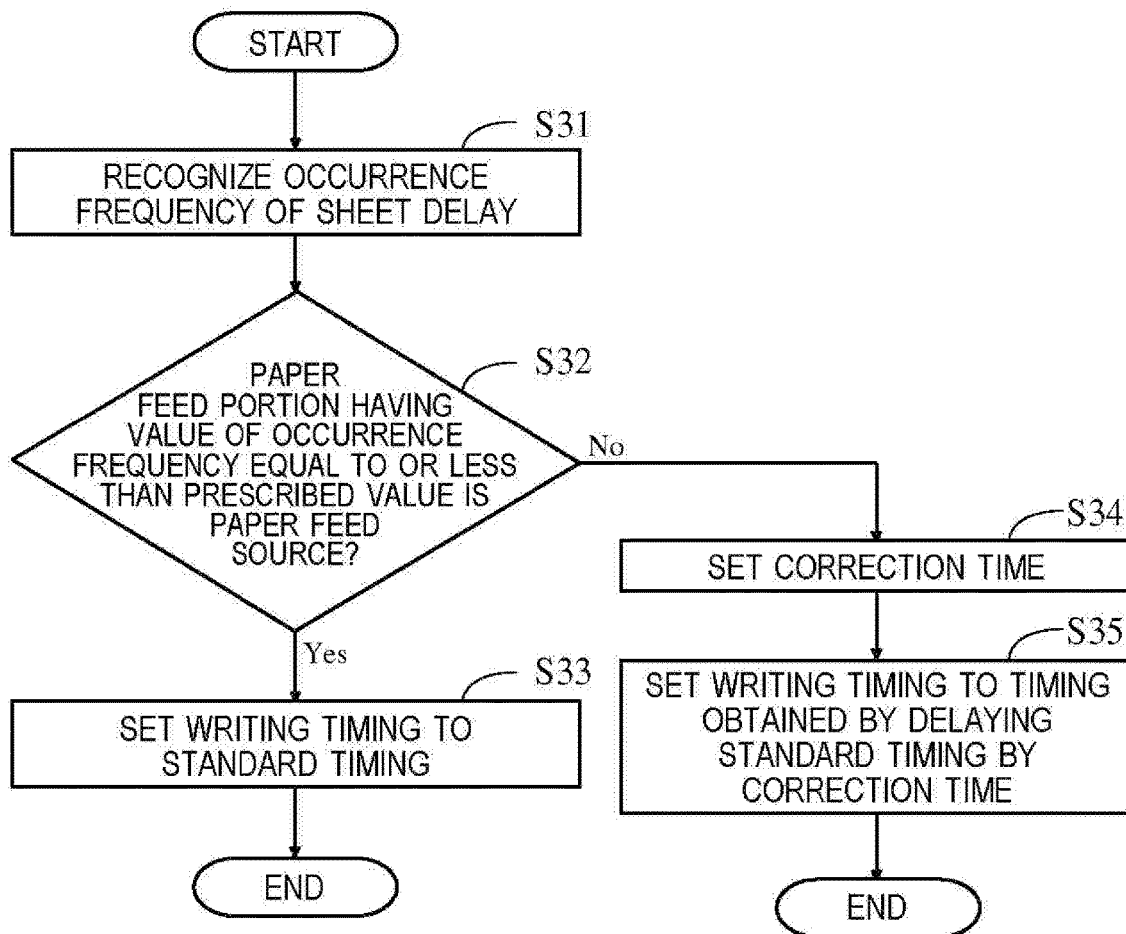 START
S31
RECOGNIZE OCCURRENCE
FREQUENCY OF SHEET DELAY
S32
PAPER
FEED PORTION HAVING
VALUE OF OCCURRENCE
FREQUENCY EQUAL TO OR LESS
THAN PRESCRIBED VALUE IS
PAPER FEED
SOURCE?
No
Yes
S33
SET WRITING TIMING TO
STANDARD TIMING
END
S34
SET CORRECTION TIME
S35
SET WRITING TIMING TO TIMING
OBTAINED BY DELAYING
STANDARD TIMING BY
CORRECTION TIME
END